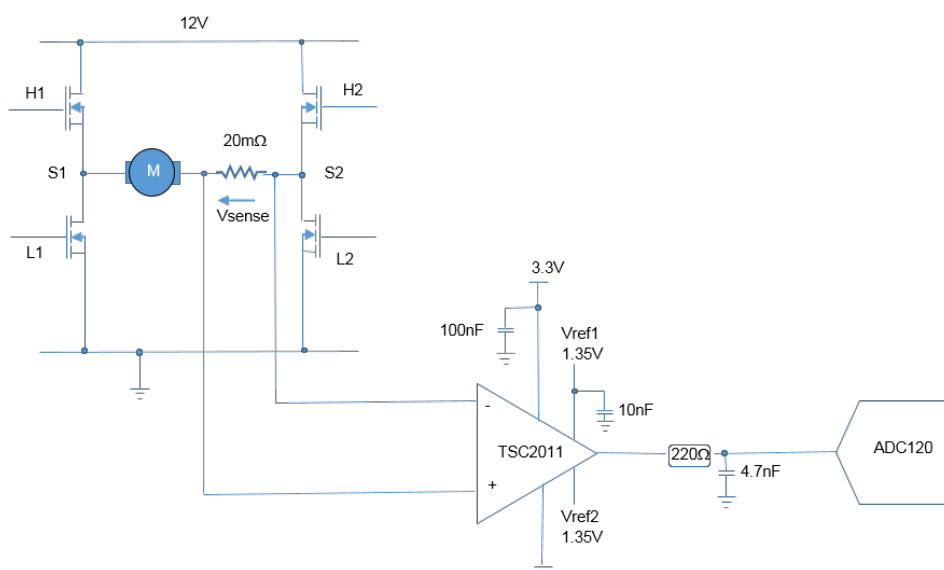 12V
H1
H2
20mΩ
S1
M
S2
Vsense
L1
L2
3.3V
100nF
Vref1
1.35V
10nF
-
TSC2011
+
220Ω
4.7nF
ADC120
Vref2
1.35V